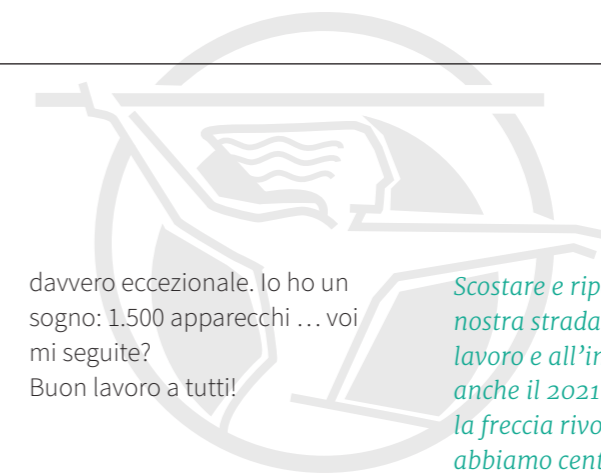 davvero eccezionale. Io ho un
sogno: 1.500 apparecchi … voi
mi seguite?
Buon lavoro a tutti!
Scostare e rip
nostra strada
lavoro e all’in
anche il 2021
la freccia rivo
abbiamo cent